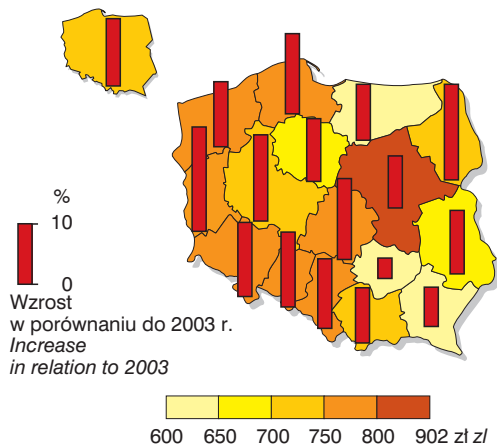 %
10
0
Wzrost
w porównaniu do 2003 r.
Increase
in relation to 2003
600 650 700 750 800 902 zł zl